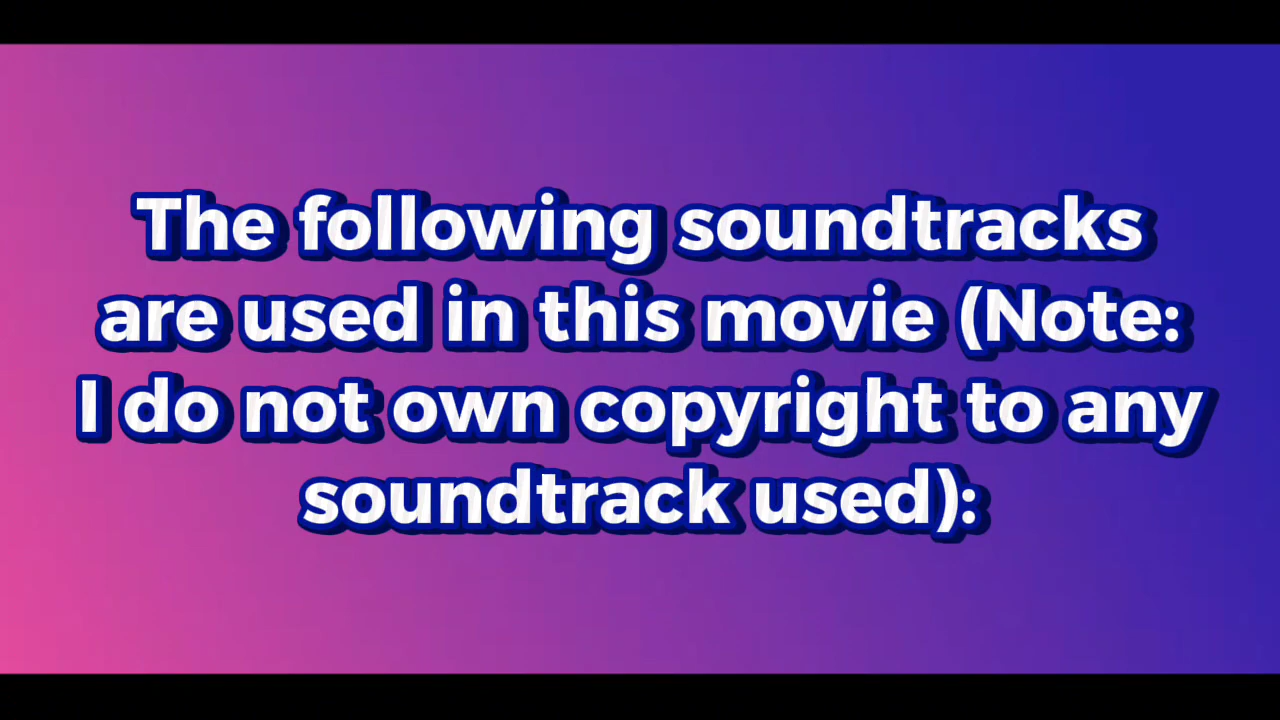 The following soundtracks
are used in this movie (Note:
I do not own copyright to any
soundtrack used):